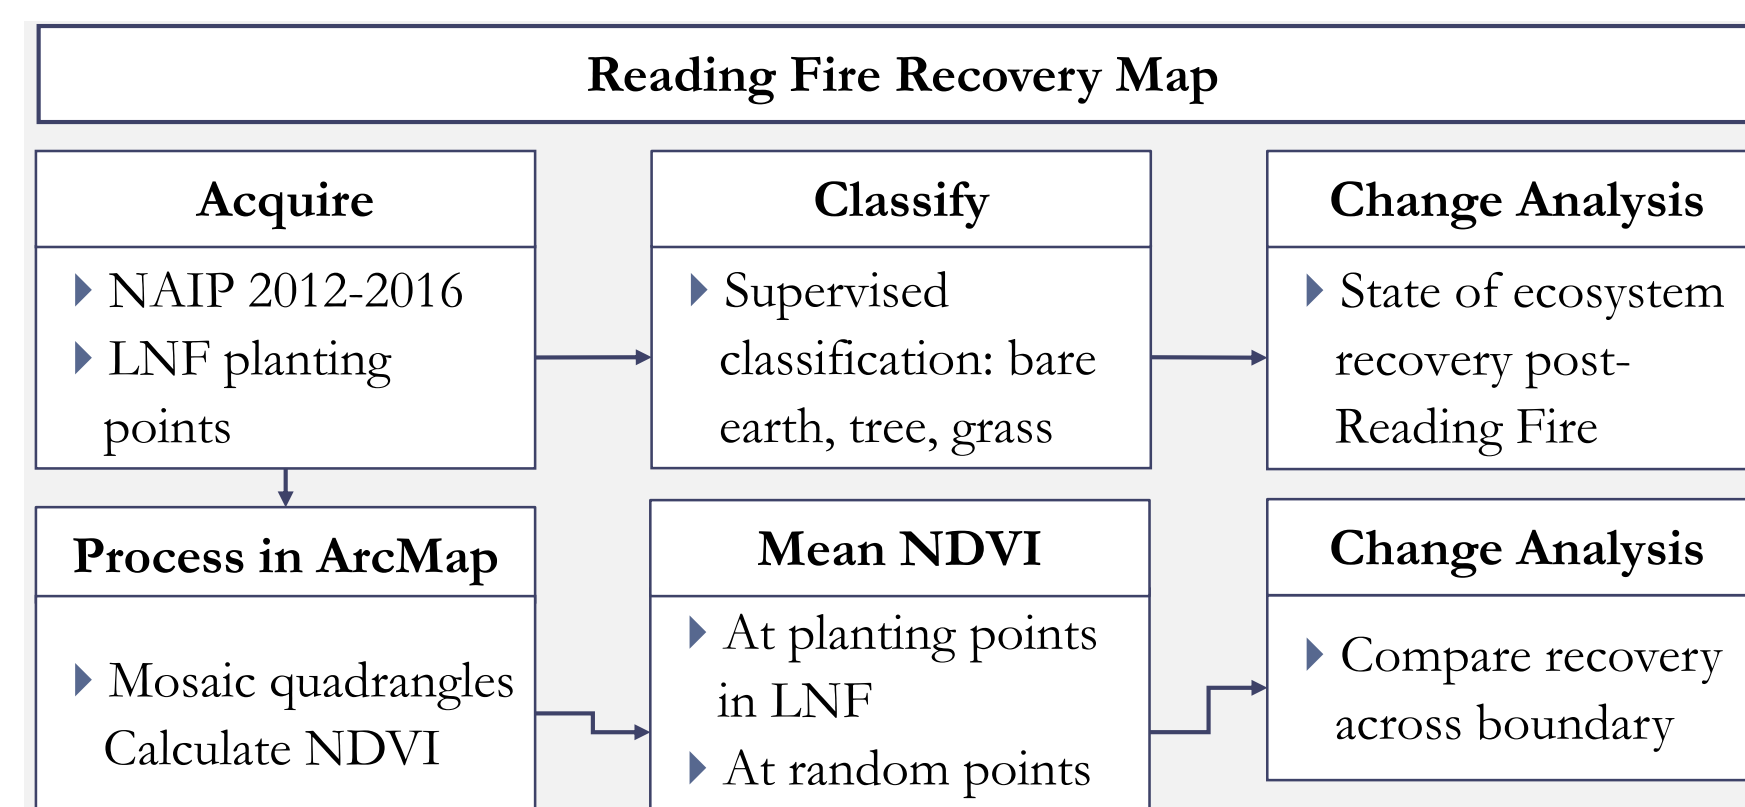 Reading Fire Recovery Map
Acquire
NAIP 2012-2016
LNF planting
points
Classify
Supervised
classification: bare
earth, tree, grass
Change Analysis
State of ecosystem
recovery post-
Reading Fire
Process in ArcMap
Mosaic quadrangles
Calculate NDVI
Mean NDVI
At planting points
in LNF
At random points
Change Analysis
Compare recovery
across boundary